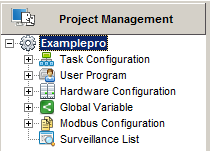 Project Management
Examplepro
Task Configuration
User Program
Hardware Configuration
Global Variable
Modbus Configuration
Surveillance List